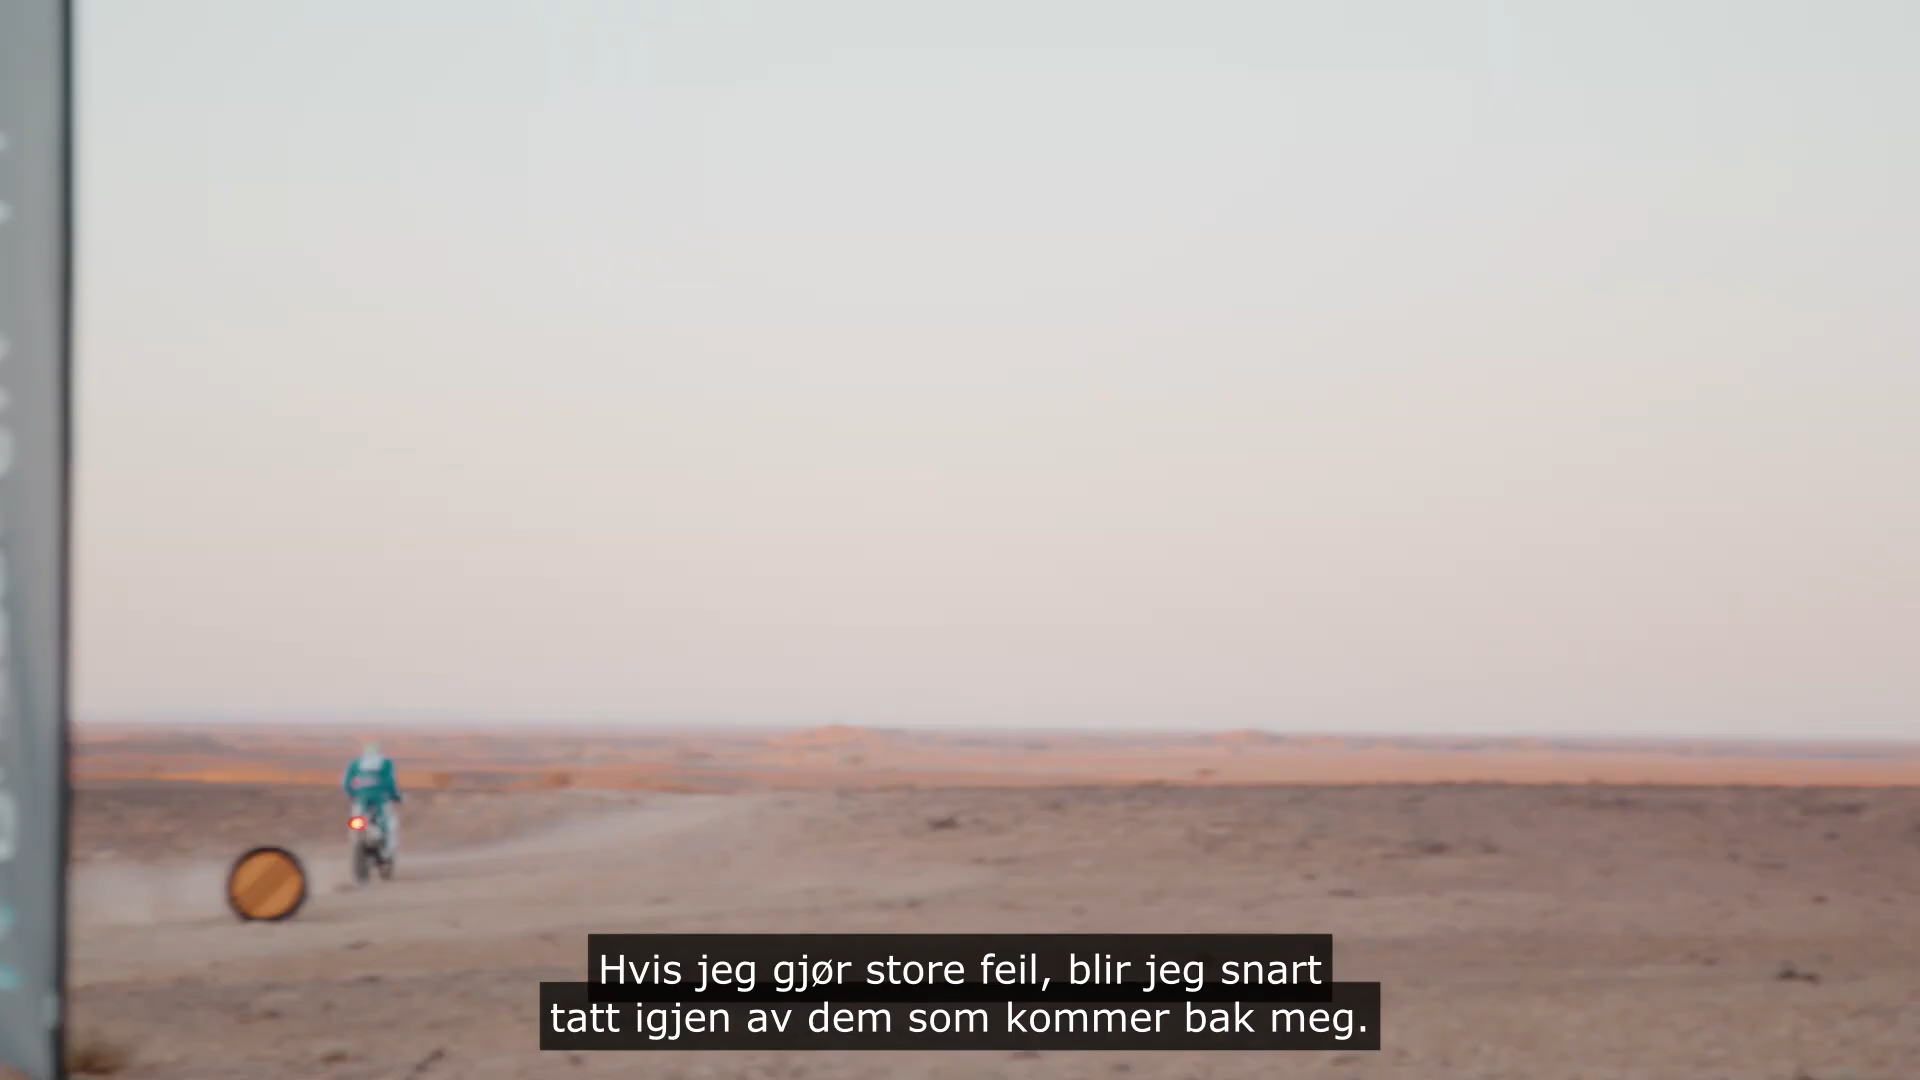 Hvis jeg gjør store feil, blir jeg snart
tatt igjen av dem som kommer bak meg.